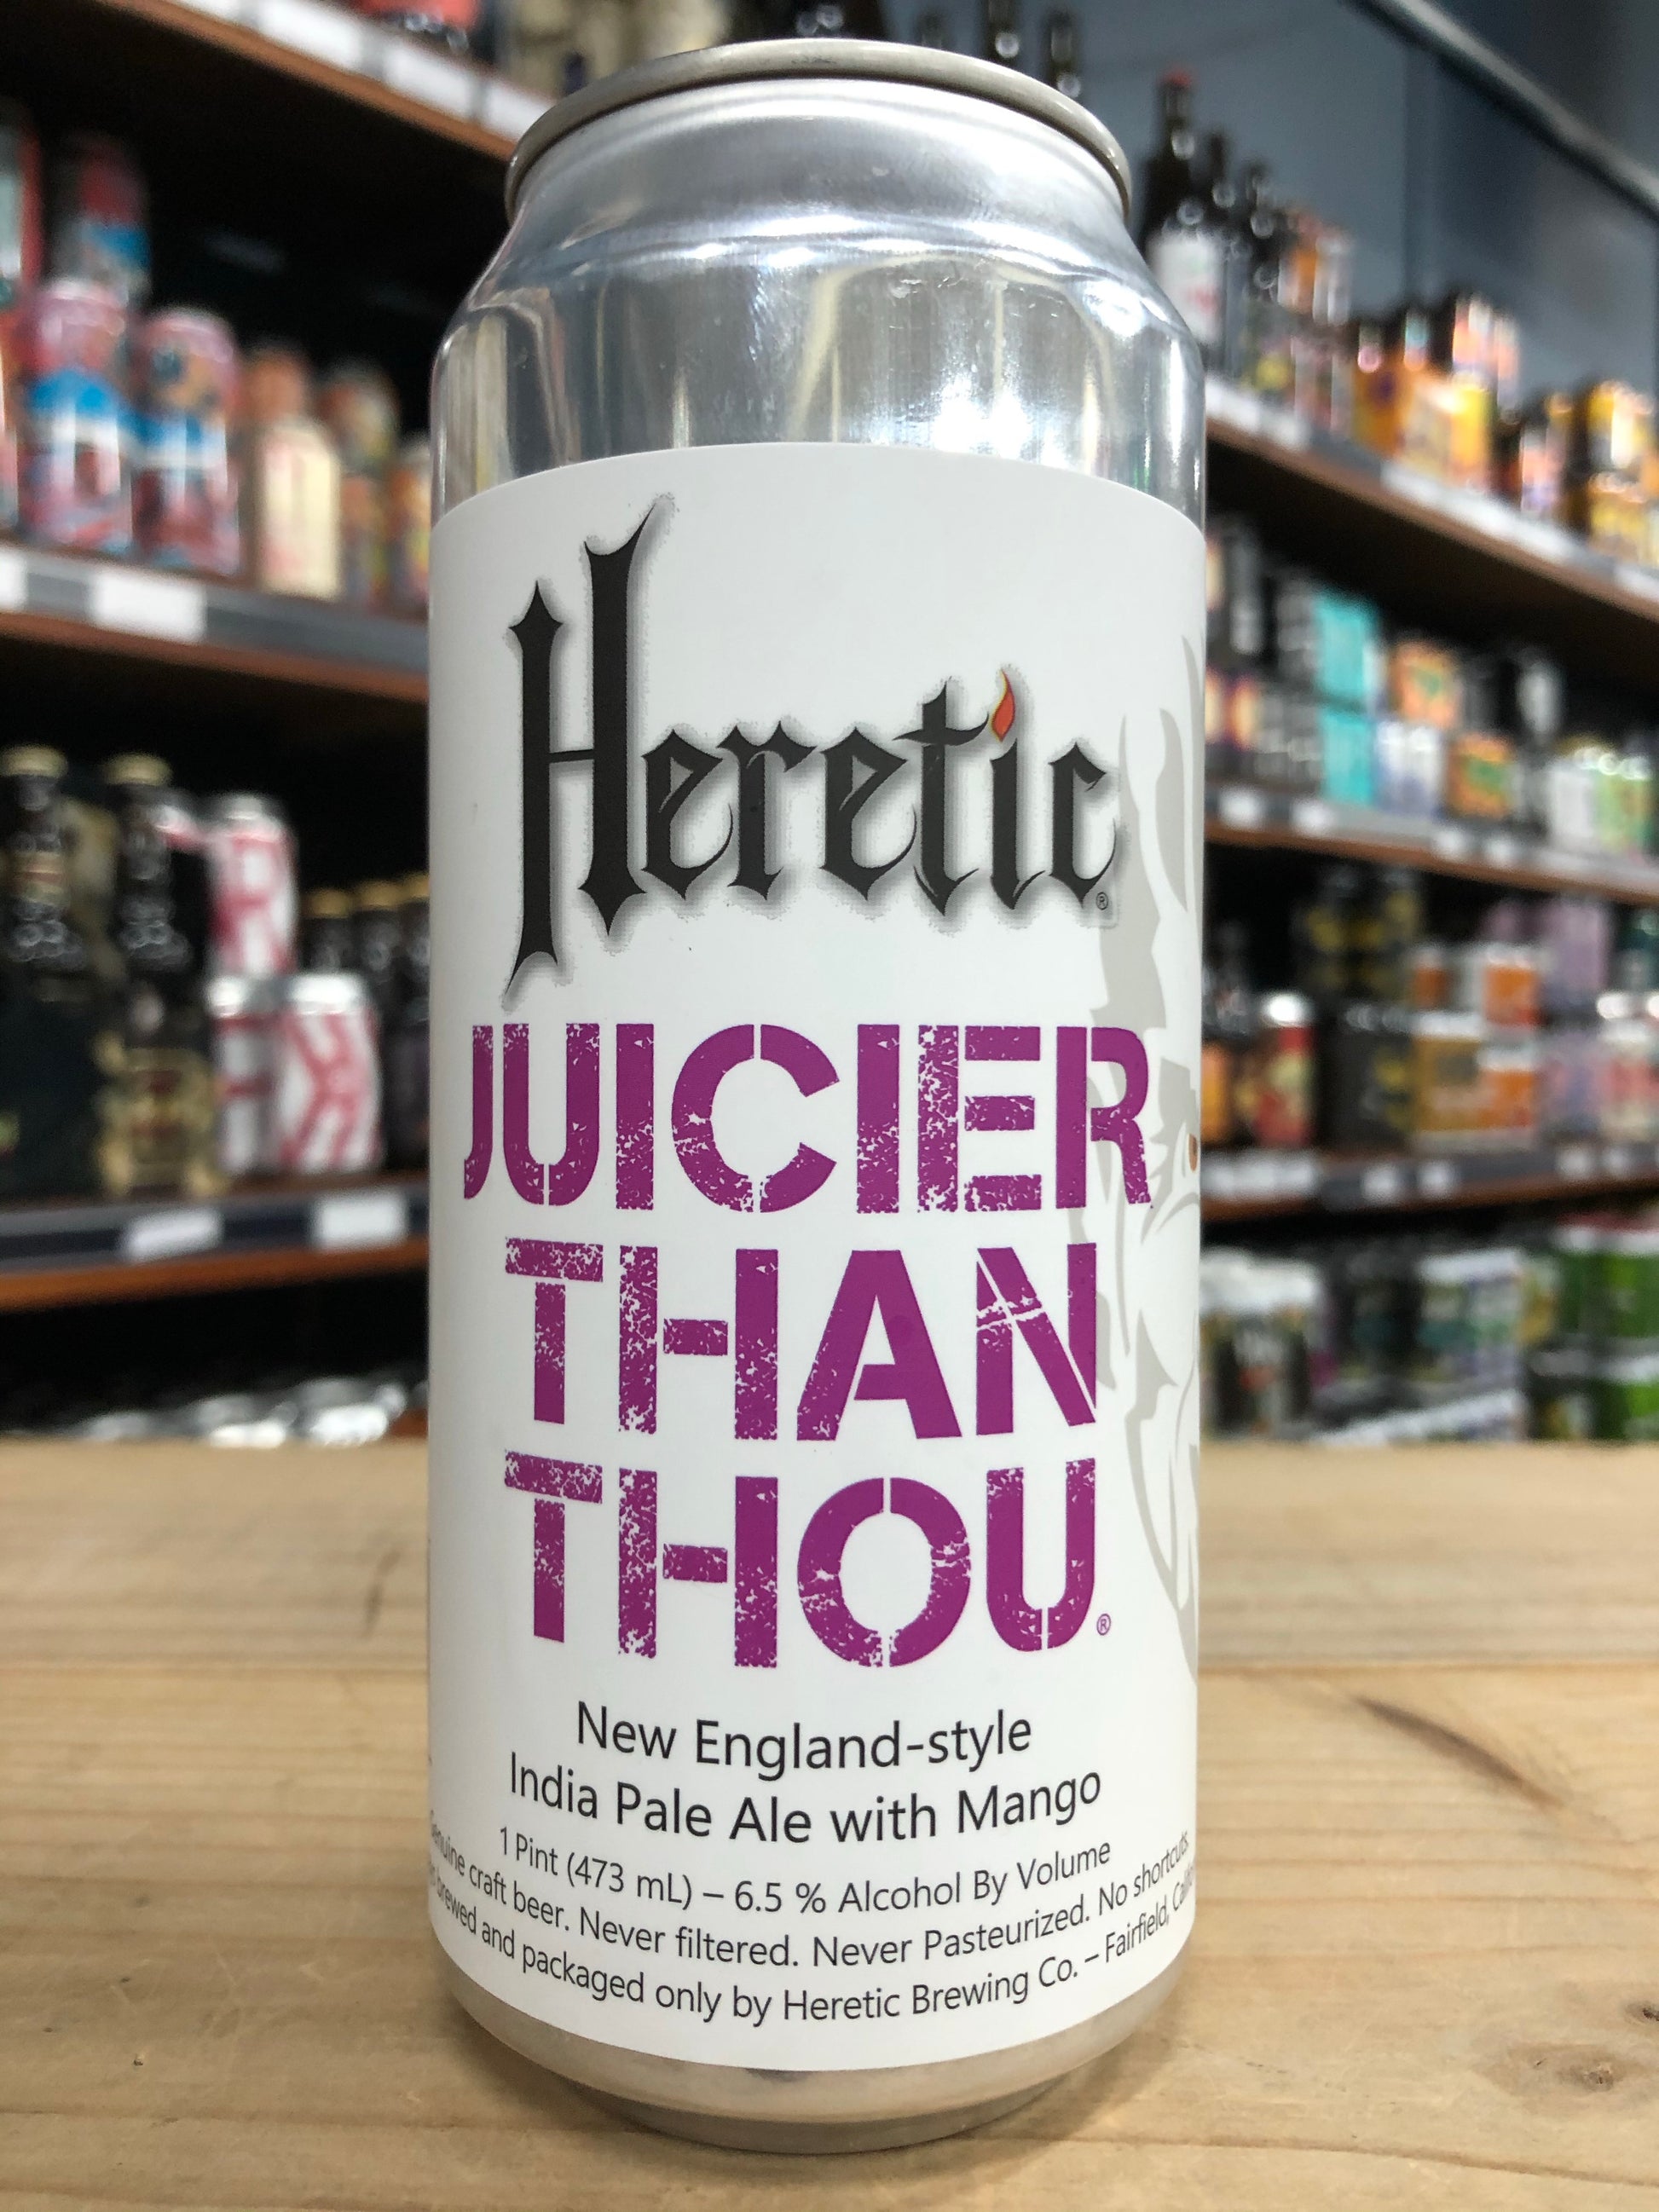 Heretic®
JUICIER
THAN
THOU®
New England-style
India Pale Ale with Mango
1 Pint (473 mL) – 6.5 % Alcohol By Volume
craft beer. Never filtered. Never Pasteurized. No shortcuts.
brewed and packaged only by Heretic Brewing Co. – Fairfield,